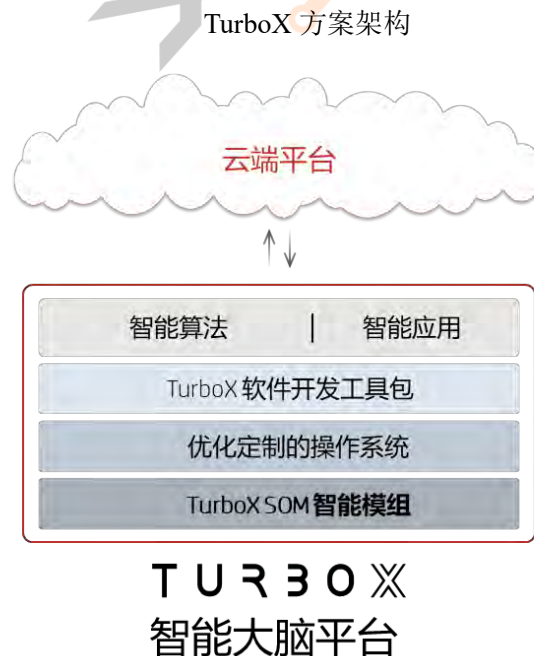 TurboX 方案架构
云端平台
智能算法 | 智能应用
TurboX 软件开发工具包
优化定制的操作系统
TurboX SOM 智能模组
TURBOX
智能大脑平台